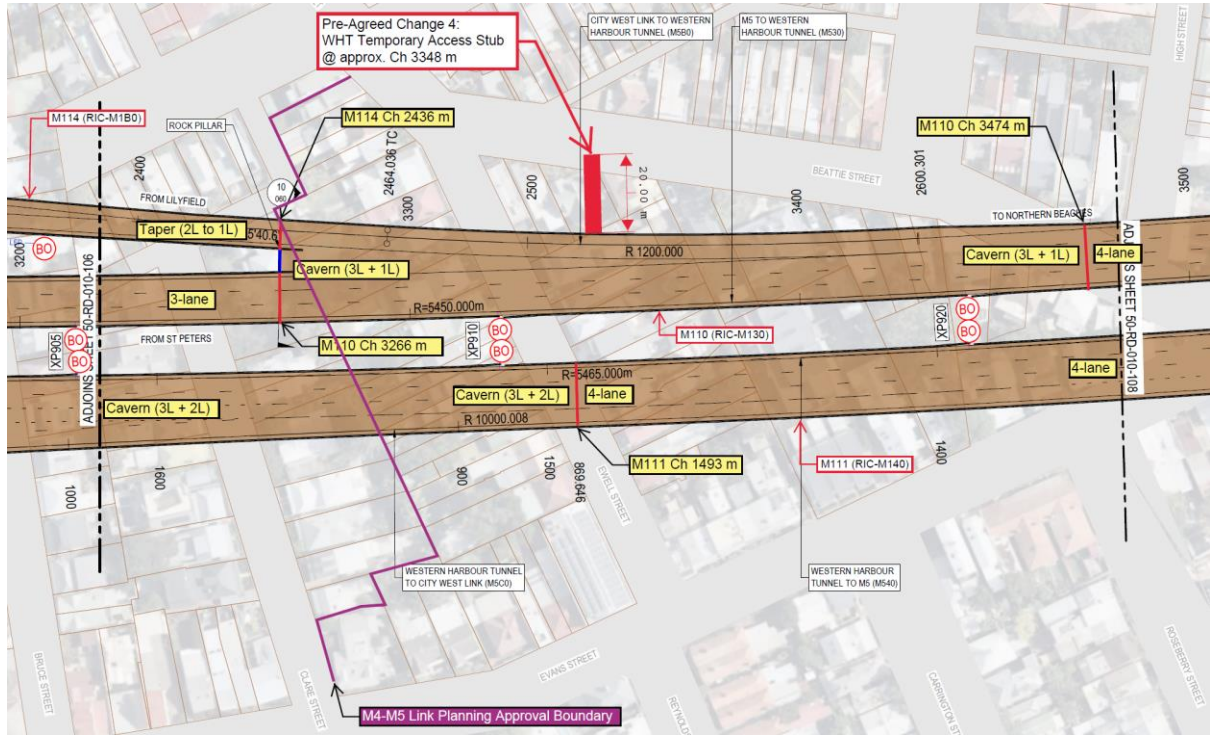 Pre-Agreed Change 4:
WHT Temporary Access Stub
@ approx. Ch 3348 m
CITY WEST LINK TO WESTERN
HARBOUR TUNNEL (M5B0)
M5 TO WESTERN
HARBOUR TUNNEL (M530)
HIGH STREET
M114 (RIC-M1B0)
ROCK PILLAR
M114 Ch 2436 m
M110 Ch 3474 m
2400
2464.036 TC
2500
20.00 m
BEATTIE STREET
2600.301
3500
10
060
3300
3400
FROM LILYFIELD
TO NORTHERN BEACHES
3200
BO
Taper (2L to 1L)
5'40.6
R 1200.000
Cavern (3L + 1L)
Cavern (3L + 1L)
4-lane
3-lane
R=5450.000m
ADJOINS SHEET 50-RD-010-106
FROM ST PETERS
M110 Ch 3266 m
XP905
BO
BO
XP910
BO
BO
M110 (RIC-M130)
XP920
BO
BO
R=5465.000m
4-lane
Cavern (3L + 2L)
Cavern (3L + 2L)
4-lane
R 10000.008
1000
1600
900
1500
869.646
EWELL STREET
M111 Ch 1493 m
M111 (RIC-M140)
1400
WESTERN HARBOUR TUNNEL
TO CITY WEST LINK (M5C0)
WESTERN HARBOUR
TUNNEL TO M5 (M540)
BRUCE STREET
CLARE STREET
EVANS STREET
CARRINGTON ST
ROSEBERRY STREET
M4-M5 Link Planning Approval Boundary